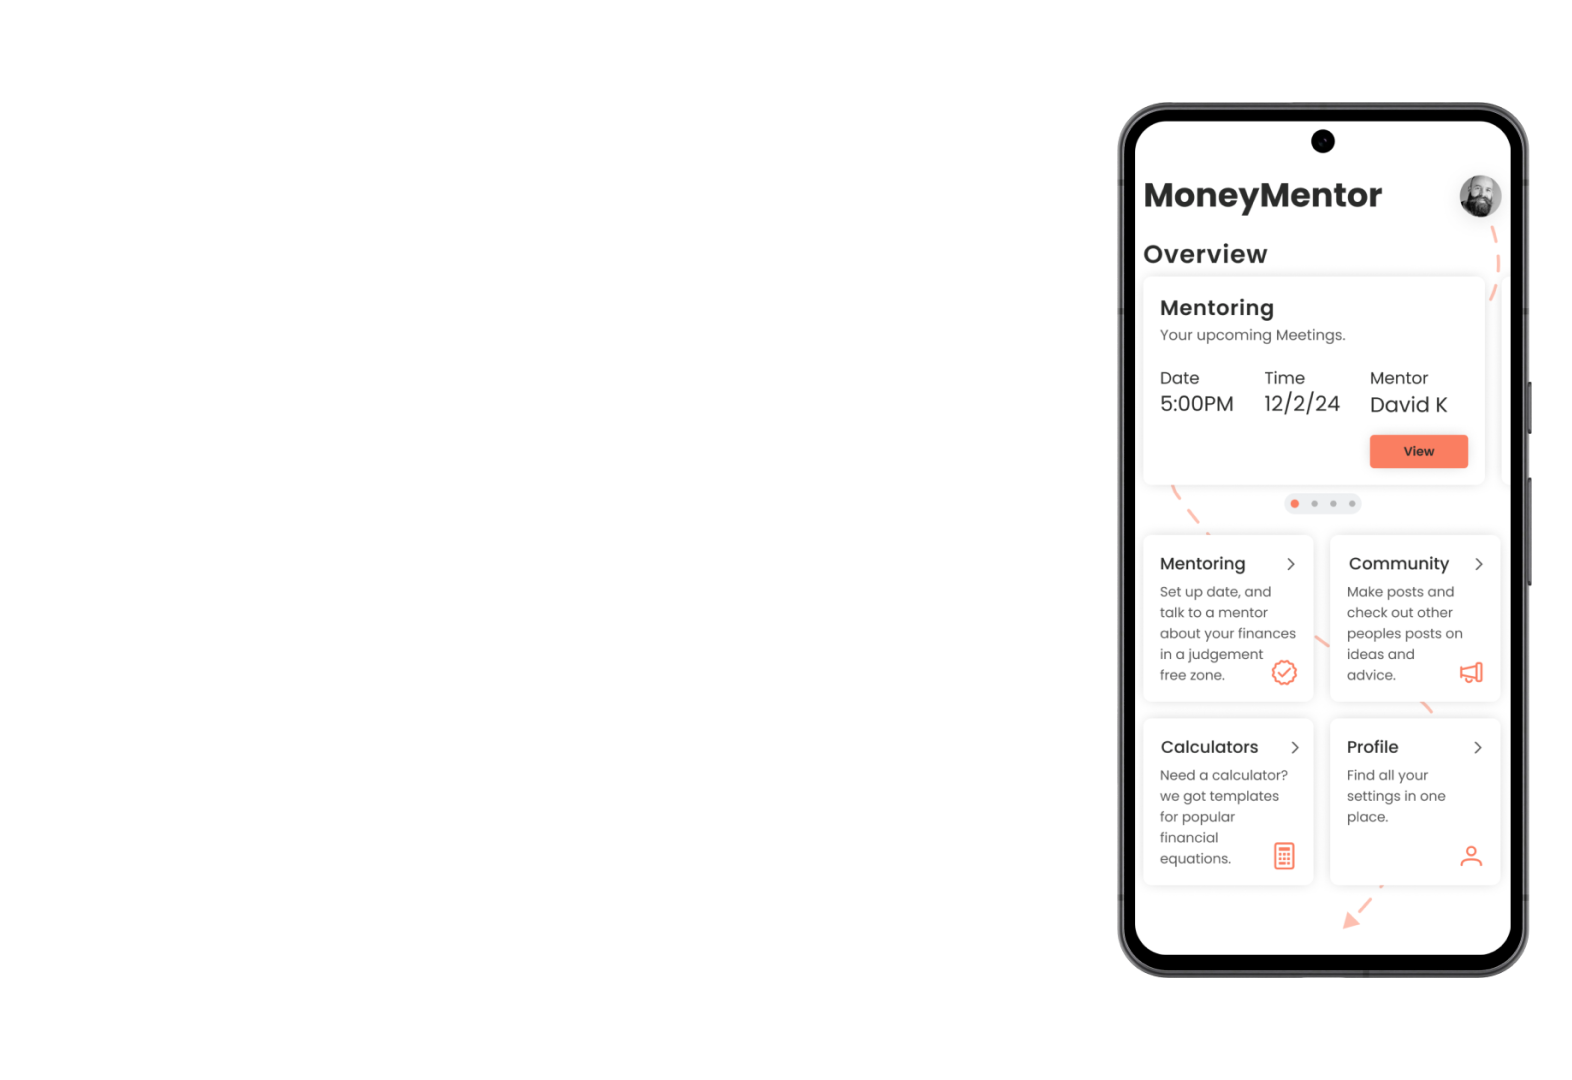 MoneyMentor
Overview
Mentoring
Your upcoming Meetings.
Date Time Mentor
5:00PM 12/2/24 David K
View
Mentoring
Set up date, and
talk to a mentor
about your finances
in a judgement
free zone.
Community
Make posts and
check out other
peoples posts on
ideas and
advice.
Calculators
Need a calculator?
we got templates
for popular
financial
equations.
Profile
Find all your
settings in one
place.